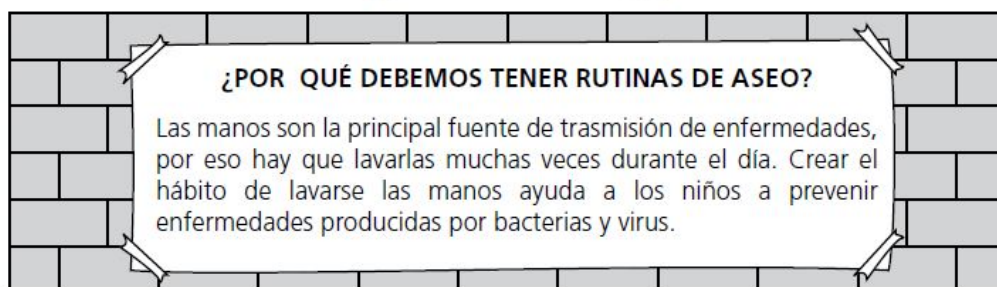 ¿POR QUÉ DEBEMOS TENER RUTINAS DE ASEO?
Las manos son la principal fuente de trasmisión de enfermedades,
por eso hay que lavarlas muchas veces durante el día. Crear el
hábito de lavarse las manos ayuda a los niños a prevenir
enfermedades producidas por bacterias y virus.